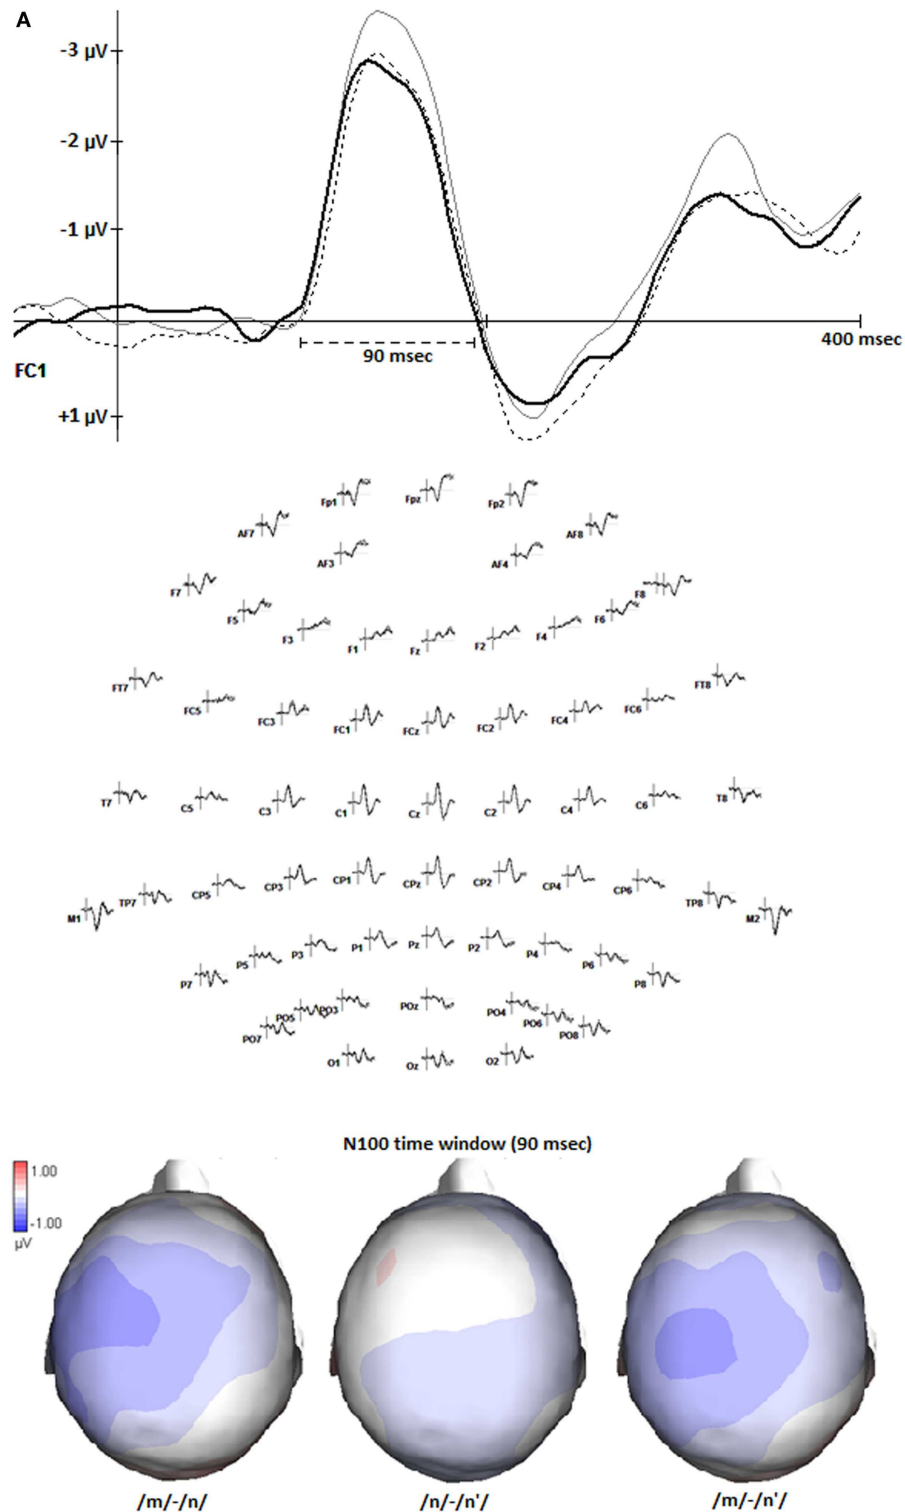 A
-3 µV
-2 µV
-1 µV
90 msec
400 msec
FC1
+1 µV
Fp1 Fpz Fp2
AF7 AF8
AF3 AF4
F7 F8
F5 F3 F1 Fz F2 F4 F6
FT7 FT8
FC5 FC3 FC1 FCz FC2 FC4 FC6
T7 C5 C3 C1 Cz C2 C4 C6 T8
CP5 CP3 CP1 CPz CP2 CP4 CP6
M1 TP7 TP8 M2
P7 P5 P3 P1 Pz P2 P4 P6 P8
PO7 PO5 PO3 POz PO4 PO6 PO8
O1 Oz O2
N100 time window (90 msec)
1.00
-1.00
µV
/m/-/n/ /n/-/n'/ /m/-/n'/